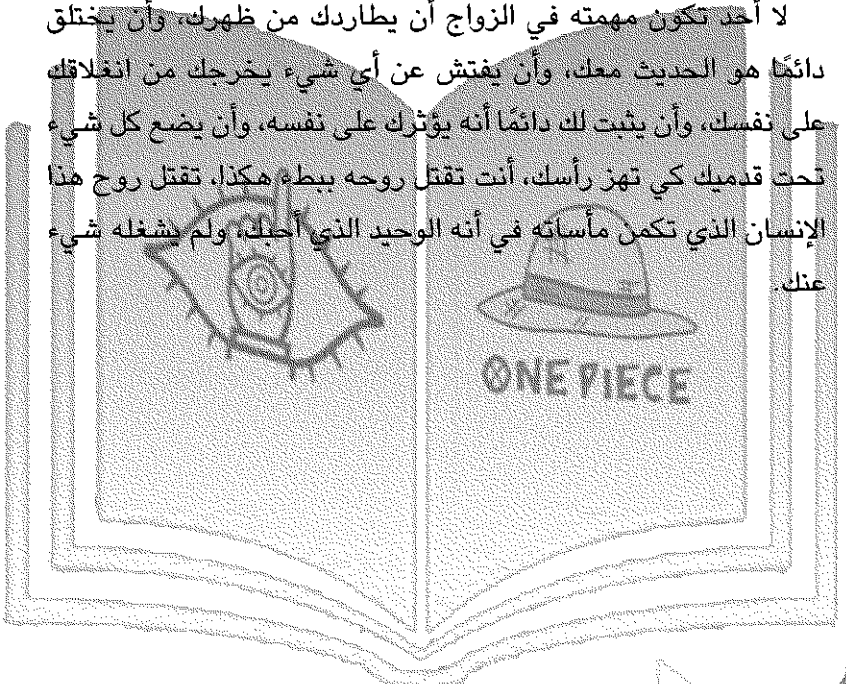 لا أحد تكون مهمته في الزواج أن يطاردك من ظهرك، وأن يختلق
دائمًا هو الحديث معك، وأن يفتش عن أي شيء يخرجك من انغلاقك
على نفسك، وأن يثبت لك دائمًا أنه يؤثرك على نفسه، وأن يضع كل شيء
تحت قدميك كي تهز رأسك، أنت تقتل روحه ببطء هكذا، تقتل روح هذا
الإنسان الذي تكمن مأساته في أنه الوحيد الذي أحبك، ولم يشغله شيء
عنك.
ONE PIECE